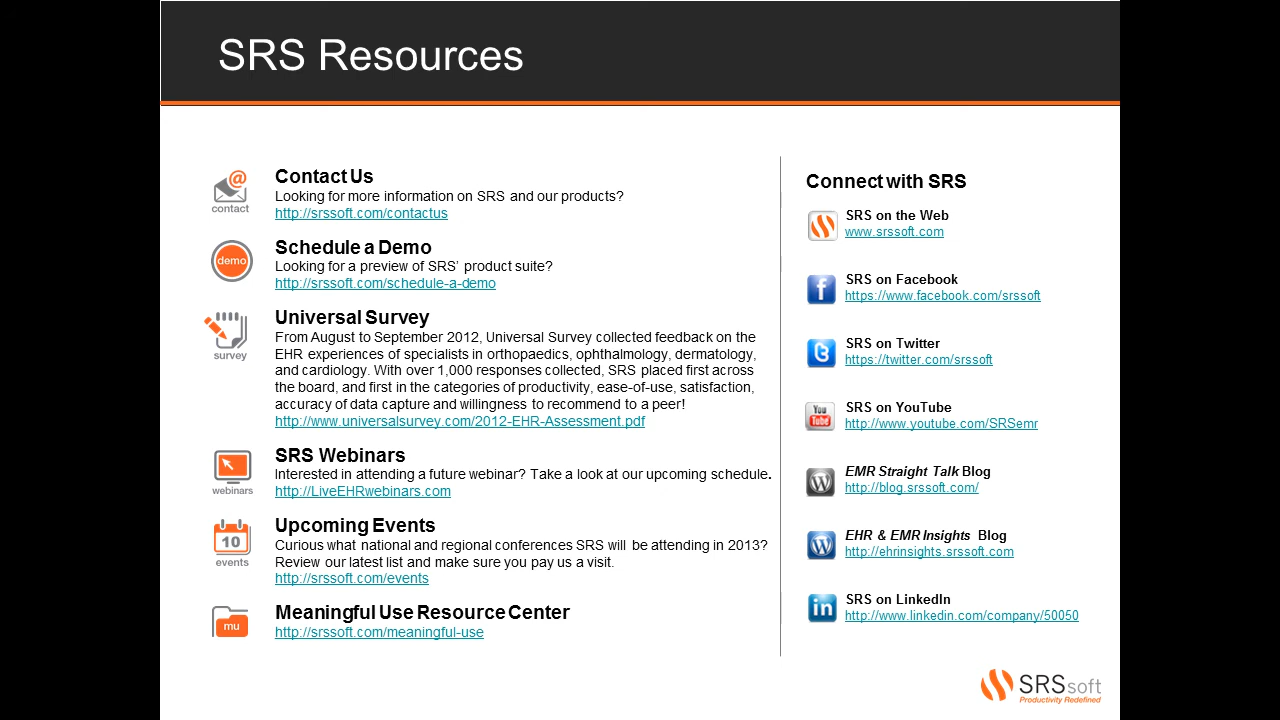 SRS Resources
contact
Contact Us
Looking for more information on SRS and our products?
http://srssoft.com/contactus
demo
Schedule a Demo
Looking for a preview of SRS' product suite?
http://srssoft.com/schedule-a-demo
survey
Universal Survey
From August to September 2012, Universal Survey collected feedback on the
EHR experiences of specialists in orthopaedics, ophthalmology, dermatology,
and cardiology. With over 1,000 responses collected, SRS placed first across
the board, and first in the categories of productivity, ease-of-use, satisfaction,
accuracy of data capture and willingness to recommend to a peer!
http://www.universalsurvey.com/2012-EHR-Assessment.pdf
webinars
SRS Webinars
Interested in attending a future webinar? Take a look at our upcoming schedule.
http://LiveEHRwebinars.com
10
events
Upcoming Events
Curious what national and regional conferences SRS will be attending in 2013?
Review our latest list and make sure you pay us a visit.
http://srssoft.com/events
mu
Meaningful Use Resource Center
http://srssoft.com/meaningful-use
Connect with SRS
SRS on the Web
www.srssoft.com
f
SRS on Facebook
https://www.facebook.com/srssoft
t
SRS on Twitter
https://twitter.com/srssoft
You
Tube
SRS on YouTube
http://www.youtube.com/SRSemr
W
EMR Straight Talk Blog
http://blog.srssoft.com/
W
EHR & EMR Insights Blog
http://ehrinsights.srssoft.com
in
SRS on LinkedIn
http://www.linkedin.com/company/50050
SRSsoft
Productivity Redefined